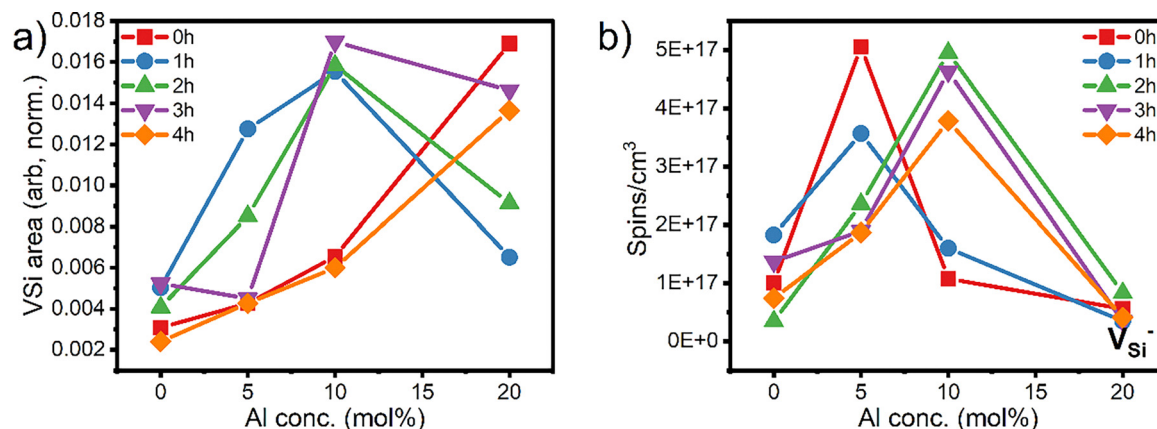 a)
0h
1h
2h
3h
4h
0.018
0.016
0.014
0.012
0.010
0.008
0.006
0.004
0.002
VSi area (arb, norm.)
0 5 10 15 20
Al conc. (mol%)
b)
0h
1h
2h
3h
4h
5E+17
4E+17
3E+17
2E+17
1E+17
0E+0
Spins/cm³
V_Si⁻
0 5 10 15 20
Al conc. (mol%)